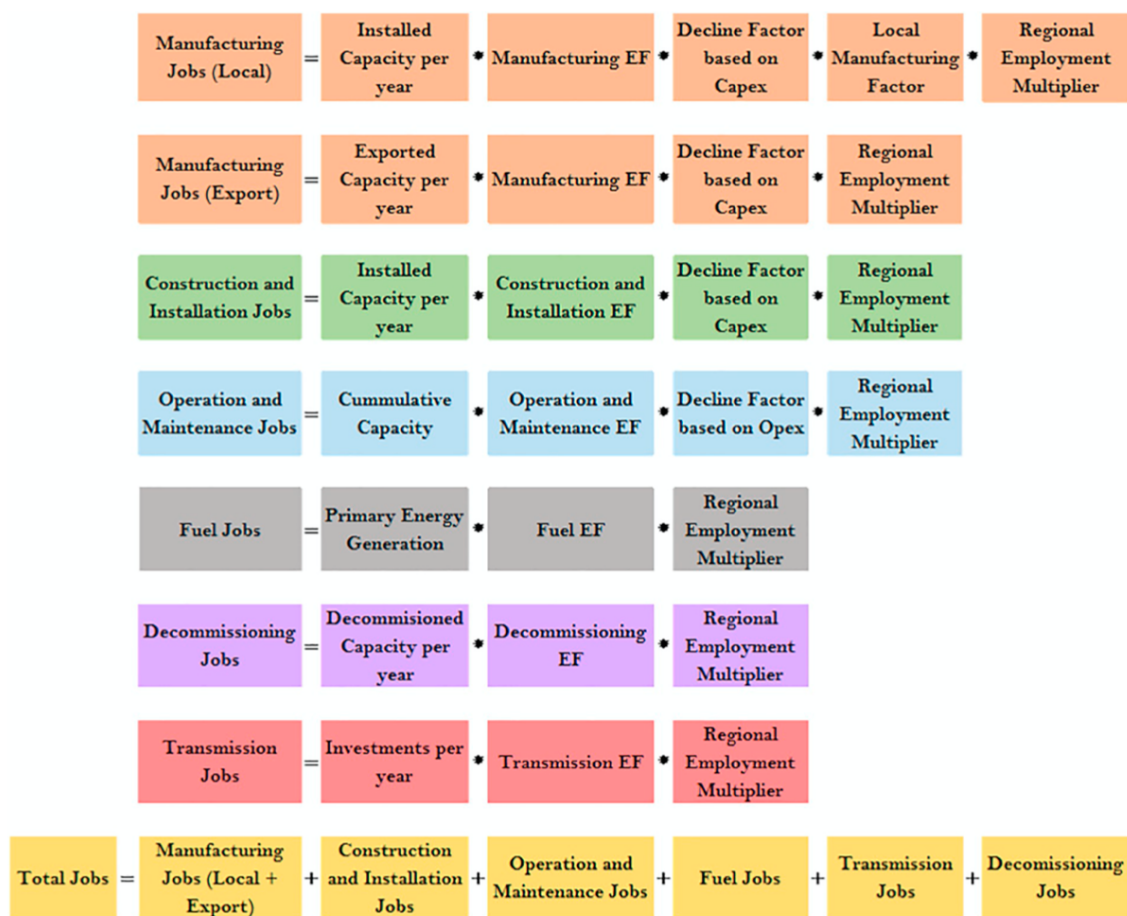 Manufacturing Jobs (Local) = Installed Capacity per year * Manufacturing EF * Decline Factor based on Capex * Local Manufacturing Factor * Regional Employment Multiplier
Manufacturing Jobs (Export) = Exported Capacity per year * Manufacturing EF * Decline Factor based on Capex * Regional Employment Multiplier
Construction and Installation Jobs = Installed Capacity per year * Construction and Installation EF * Decline Factor based on Capex * Regional Employment Multiplier
Operation and Maintenance Jobs = Cummulative Capacity * Operation and Maintenance EF * Decline Factor based on Opex * Regional Employment Multiplier
Fuel Jobs = Primary Energy Generation * Fuel EF * Regional Employment Multiplier
Decommissioning Jobs = Decommisioned Capacity per year * Decommissioning EF * Regional Employment Multiplier
Transmission Jobs = Investments per year * Transmission EF * Regional Employment Multiplier
Total Jobs = Manufacturing Jobs (Local + Export) + Construction and Installation Jobs + Operation and Maintenance Jobs + Fuel Jobs + Transmission Jobs + Decomissioning Jobs